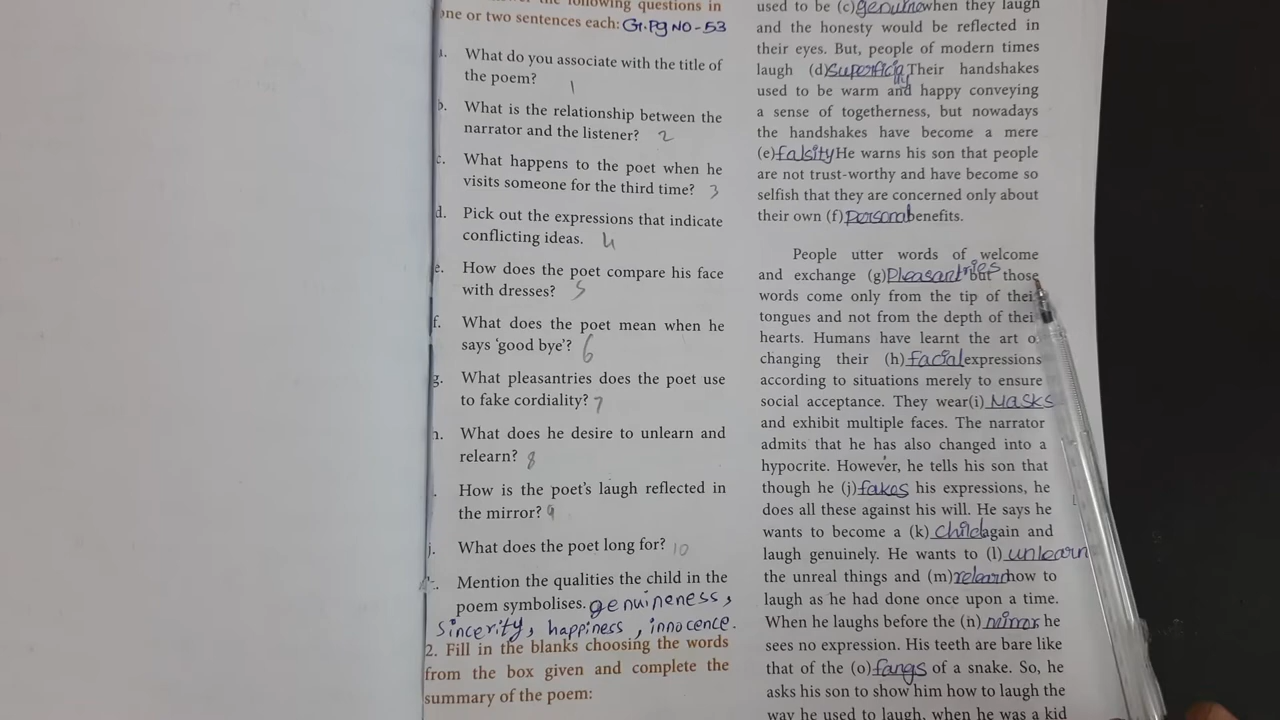 the following questions in
one or two sentences each: Gr.Pg NO-53
What do you associate with the title of
the poem? 1
b. What is the relationship between the
narrator and the listener? 2
c. What happens to the poet when he
visits someone for the third time? 3
d. Pick out the expressions that indicate
conflicting ideas. 4
e. How does the poet compare his face
with dresses? 5
f. What does the poet mean when he
says ‘good bye’? 6
g. What pleasantries does the poet use
to fake cordiality? 7
h. What does he desire to unlearn and
relearn? 8
. How is the poet’s laugh reflected in
the mirror? 9
j. What does the poet long for? 10
Mention the qualities the child in the
poem symbolises. genuineness,
sincerity, happiness, innocence.
2. Fill in the blanks choosing the words
from the box given and complete the
summary of the poem:
used to be (c)genuine when they laugh
and the honesty would be reflected in
their eyes. But, people of modern times
laugh (d)superficially Their handshakes
used to be warm and happy conveying
a sense of togetherness, but nowadays
the handshakes have become a mere
(e)falsity He warns his son that people
are not trust-worthy and have become so
selfish that they are concerned only about
their own (f)personal benefits.
People utter words of welcome
and exchange (g)Pleasantries but those
words come only from the tip of thei
tongues and not from the depth of thei
hearts. Humans have learnt the art o
changing their (h)facial expressions
according to situations merely to ensure
social acceptance. They wear(i) Masks
and exhibit multiple faces. The narrator
admits that he has also changed into a
hypocrite. However, he tells his son that
though he (j)fakes his expressions, he
does all these against his will. He says he
wants to become a (k) child again and
laugh genuinely. He wants to (l) unlearn
the unreal things and (m)relearn how to
laugh as he had done once upon a time.
When he laughs before the (n) mirror he
sees no expression. His teeth are bare like
that of the (o)fangs of a snake. So, he
asks his son to show him how to laugh the
way he used to laugh, when he was a kid